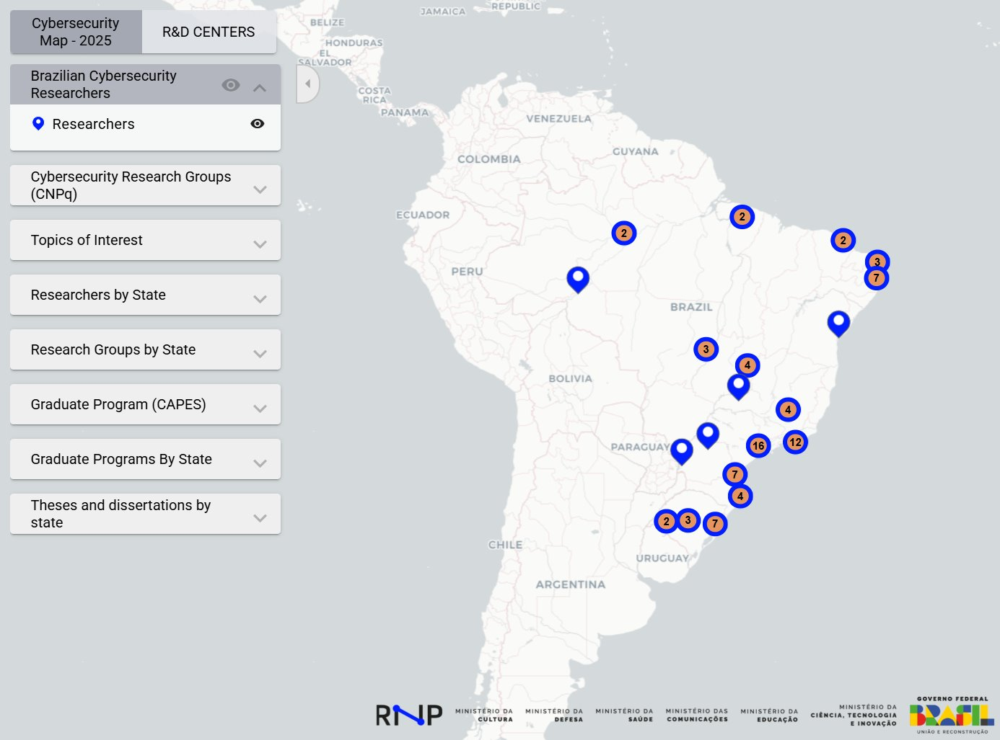 Cybersecurity
Map - 2025
R&D CENTERS
Brazilian Cybersecurity
Researchers
Researchers
Cybersecurity Research Groups
(CNPq)
Topics of Interest
Researchers by State
Research Groups by State
Graduate Program (CAPES)
Graduate Programs By State
Theses and dissertations by
state
JAMAICA
REPUBLIC
BELIZE
HONDURAS
EL
SALVADOR
COSTA
RICA
PANAMA
VENEZUELA
GUYANA
COLOMBIA
ECUADOR
2
2
2
3
7
PERU
BRAZIL
3
4
BOLIVIA
4
PARAGUAY
16
12
7
4
2
3
7
CHILE
URUGUAY
ARGENTINA
RNP
MINISTÉRIO DA
CULTURA
MINISTÉRIO DA
DEFESA
MINISTÉRIO DA
SAÚDE
MINISTÉRIO DAS
COMUNICAÇÕES
MINISTÉRIO DA
EDUCAÇÃO
MINISTÉRIO DA
CIÊNCIA, TECNOLOGIA
E INOVAÇÃO
GOVERNO FEDERAL
BRASIL
UNIÃO E RECONSTRUÇÃO